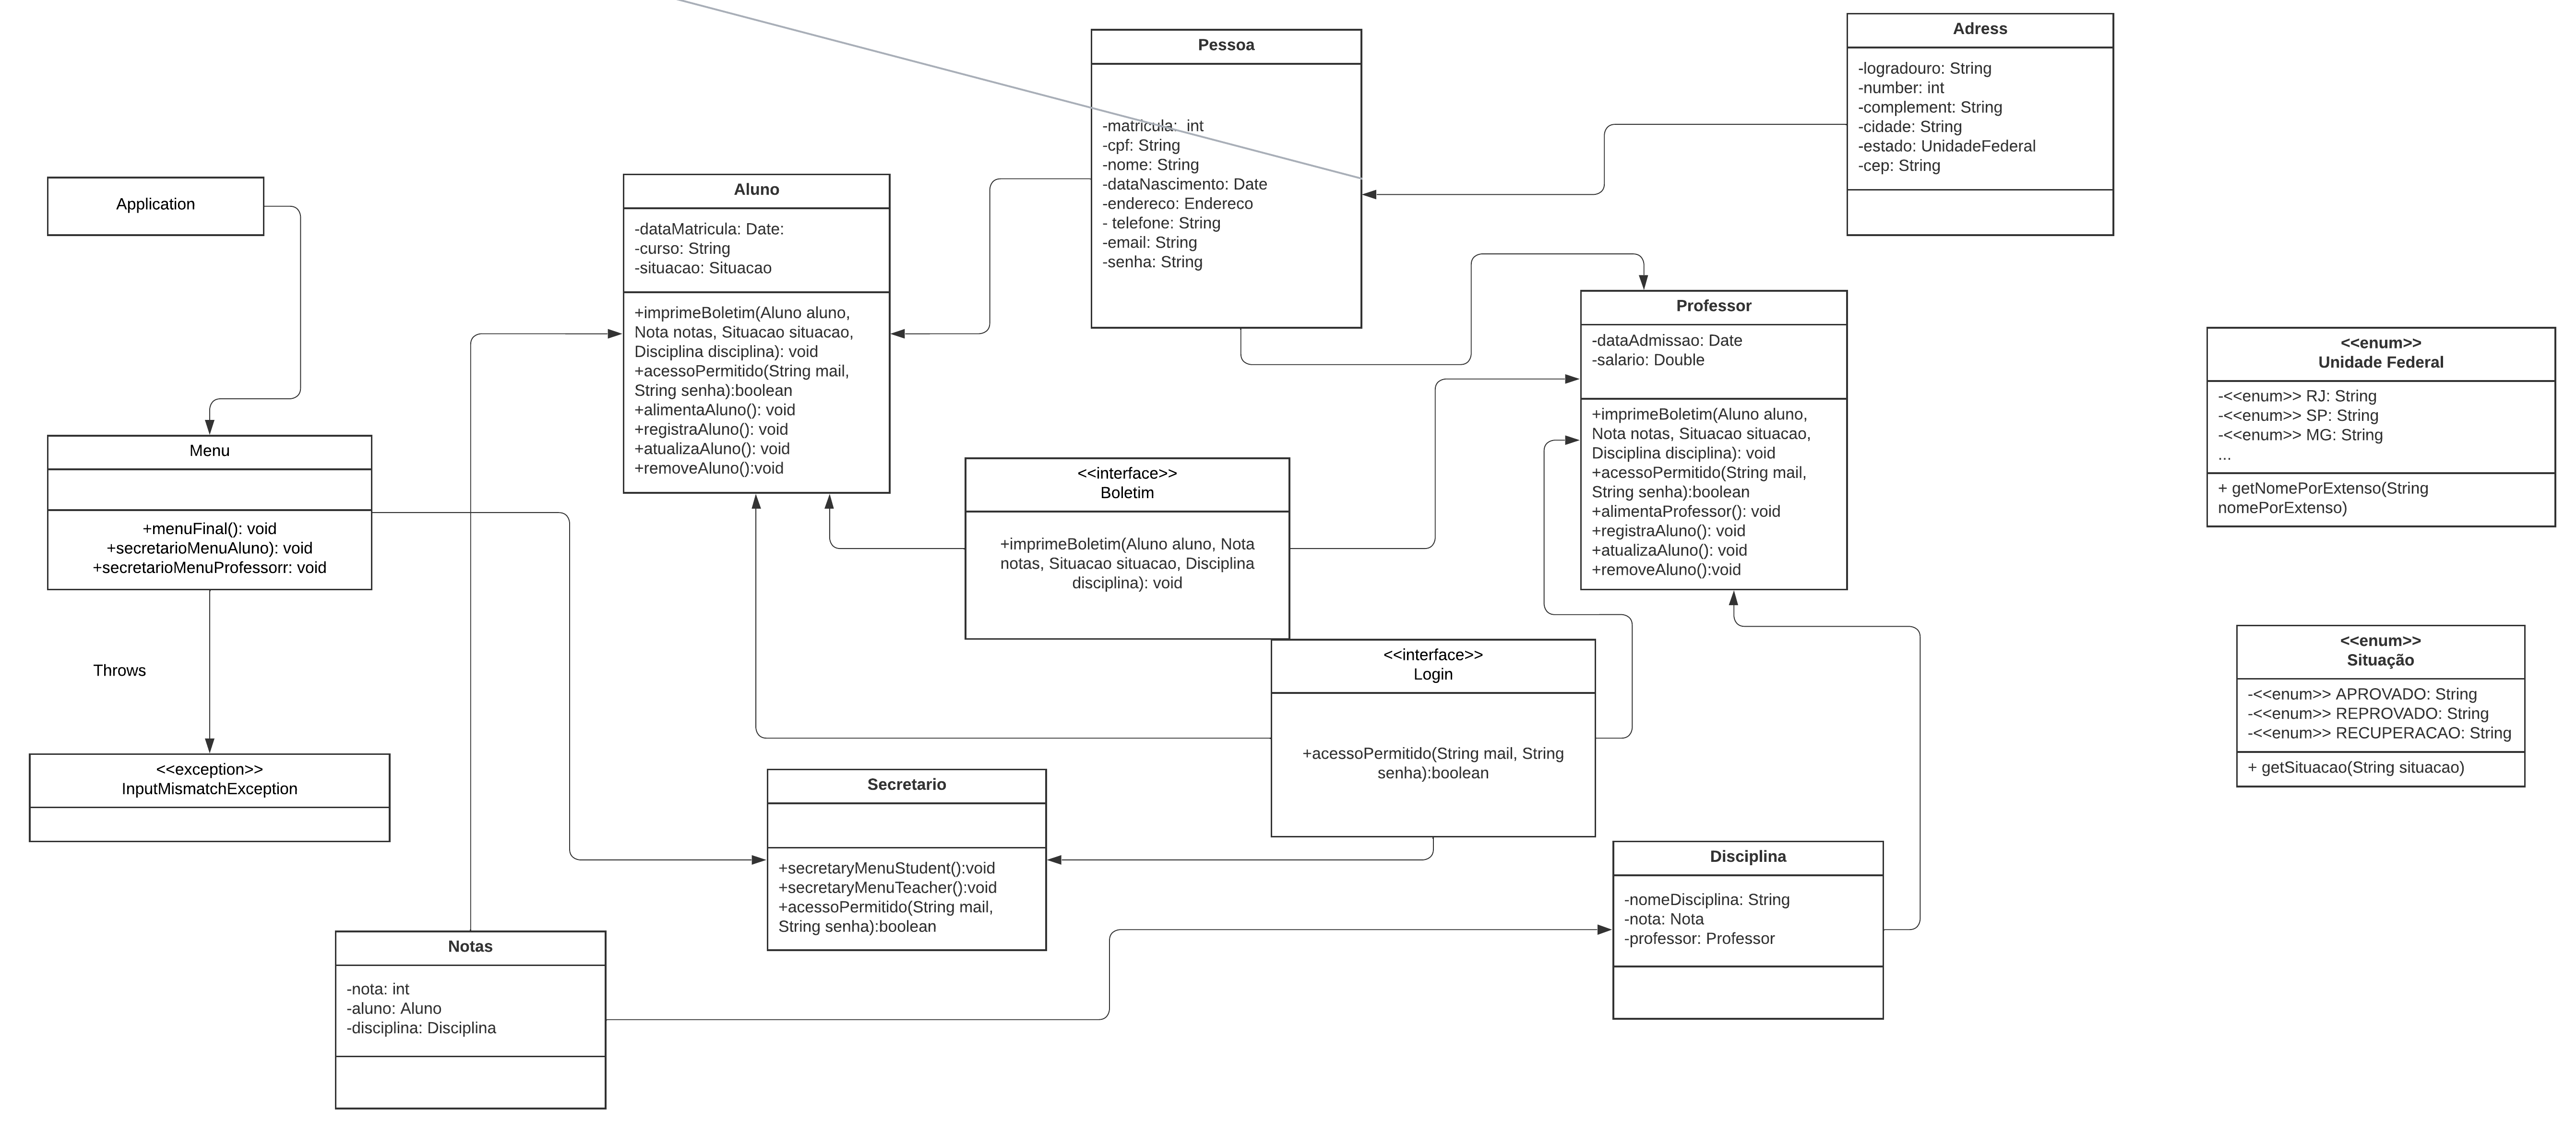 Pessoa
-matricula:  int
-cpf: String
-nome: String
-dataNascimento: Date
-endereco: Endereco
- telefone: String
-email: String
-senha: String
Adress
-logradouro: String
-number: int
-complement: String
-cidade: String
-estado: UnidadeFederal
-cep: String
Application
Aluno
-dataMatricula: Date:
-curso: String
-situacao: Situacao
+imprimeBoletim(Aluno aluno,
Nota notas, Situacao situacao,
Disciplina disciplina): void
+acessoPermitido(String mail,
String senha):boolean
+alimentaAluno(): void
+registraAluno(): void
+atualizaAluno(): void
+removeAluno():void
Professor
-dataAdmissao: Date
-salario: Double
+imprimeBoletim(Aluno aluno,
Nota notas, Situacao situacao,
Disciplina disciplina): void
+acessoPermitido(String mail,
String senha):boolean
+alimentaProfessor(): void
+registraAluno(): void
+atualizaAluno(): void
+removeAluno():void
<<enum>>
Unidade Federal
-<<enum>> RJ: String
-<<enum>> SP: String
-<<enum>> MG: String
...
+ getNomePorExtenso(String
nomePorExtenso)
Menu
+menuFinal(): void
+secretarioMenuAluno): void
+secretarioMenuProfessorr: void
<<interface>>
Boletim
+imprimeBoletim(Aluno aluno, Nota
notas, Situacao situacao, Disciplina
disciplina): void
Throws
<<interface>>
Login
+acessoPermitido(String mail, String
senha):boolean
<<enum>>
Situação
-<<enum>> APROVADO: String
-<<enum>> REPROVADO: String
-<<enum>> RECUPERACAO: String
+ getSituacao(String situacao)
<<exception>>
InputMismatchException
Secretario
+secretaryMenuStudent():void
+secretaryMenuTeacher():void
+acessoPermitido(String mail,
String senha):boolean
Disciplina
-nomeDisciplina: String
-nota: Nota
-professor: Professor
Notas
-nota: int
-aluno: Aluno
-disciplina: Disciplina